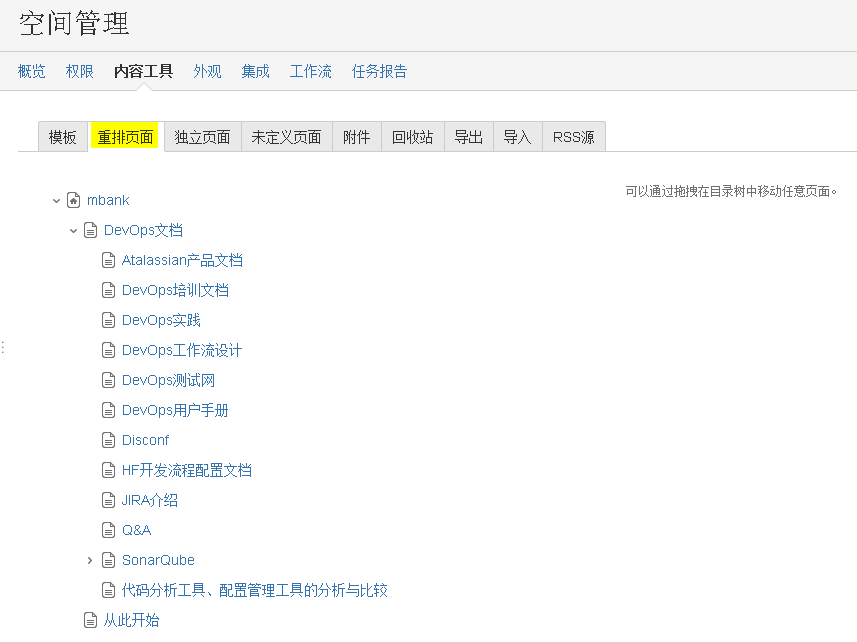 空间管理
概览 权限 内容工具 外观 集成 工作流 任务报告
模板 重排页面 独立页面 未定义页面 附件 回收站 导出 导入 RSS源
可以通过拖拽在目录树中移动任意页面。
mbank
DevOps文档
Atalassian产品文档
DevOps培训文档
DevOps实践
DevOps工作流设计
DevOps测试网
DevOps用户手册
Disconf
HF开发流程配置文档
JIRA介绍
Q&A
SonarQube
代码分析工具、配置管理工具的分析与比较
从此开始